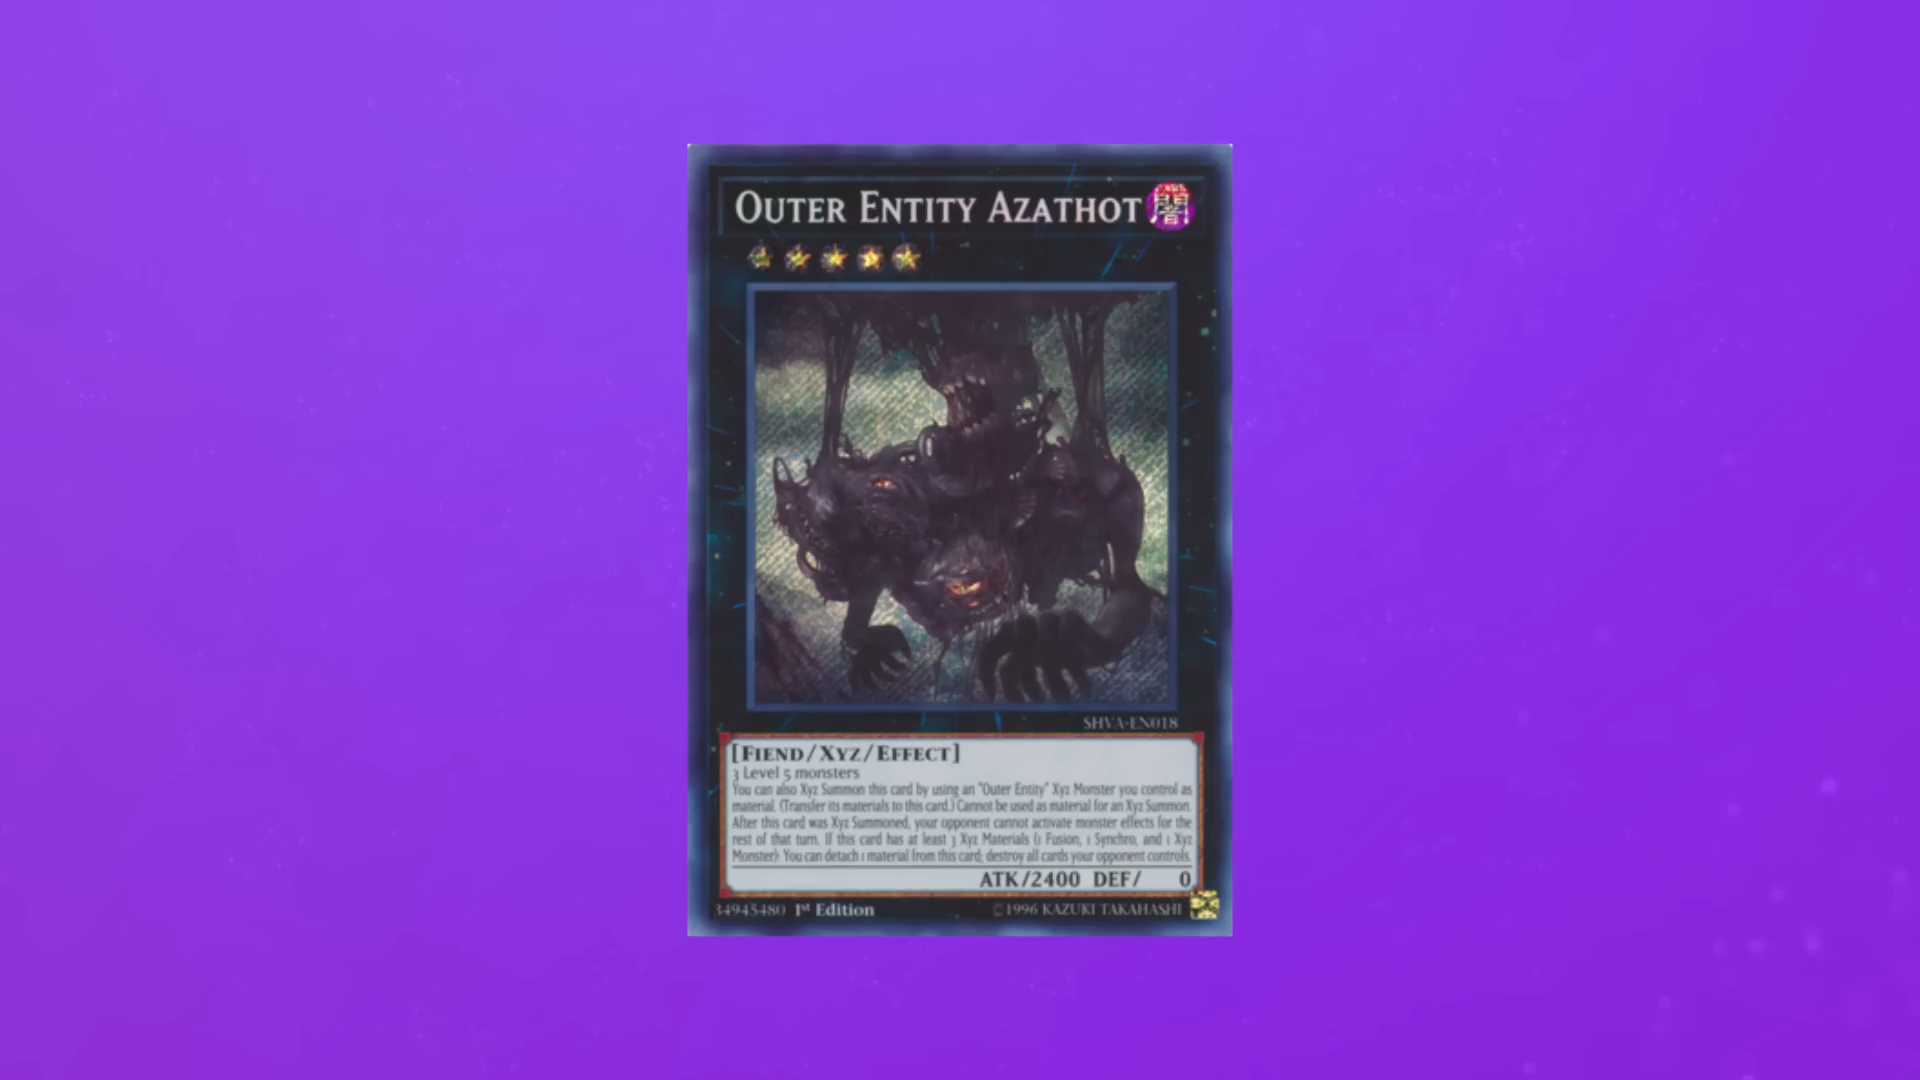 OUTER ENTITY AZATHOT
闇
SHVA-EN018
[FIEND/XYZ/EFFECT]
3 Level 5 monsters
You can also Xyz Summon this card by using an "Outer Entity" Xyz Monster you control as
material. (Transfer its materials to this card.) Cannot be used as material for an Xyz Summon.
After this card was Xyz Summoned, your opponent cannot activate monster effects for the
rest of that turn. If this card has at least 3 Xyz Materials (1 Fusion, 1 Synchro, and 1 Xyz
Monster): You can detach 1 material from this card; destroy all cards your opponent controls.
ATK/2400 DEF/ 0
34945480 1st Edition ©1996 KAZUKI TAKAHASHI